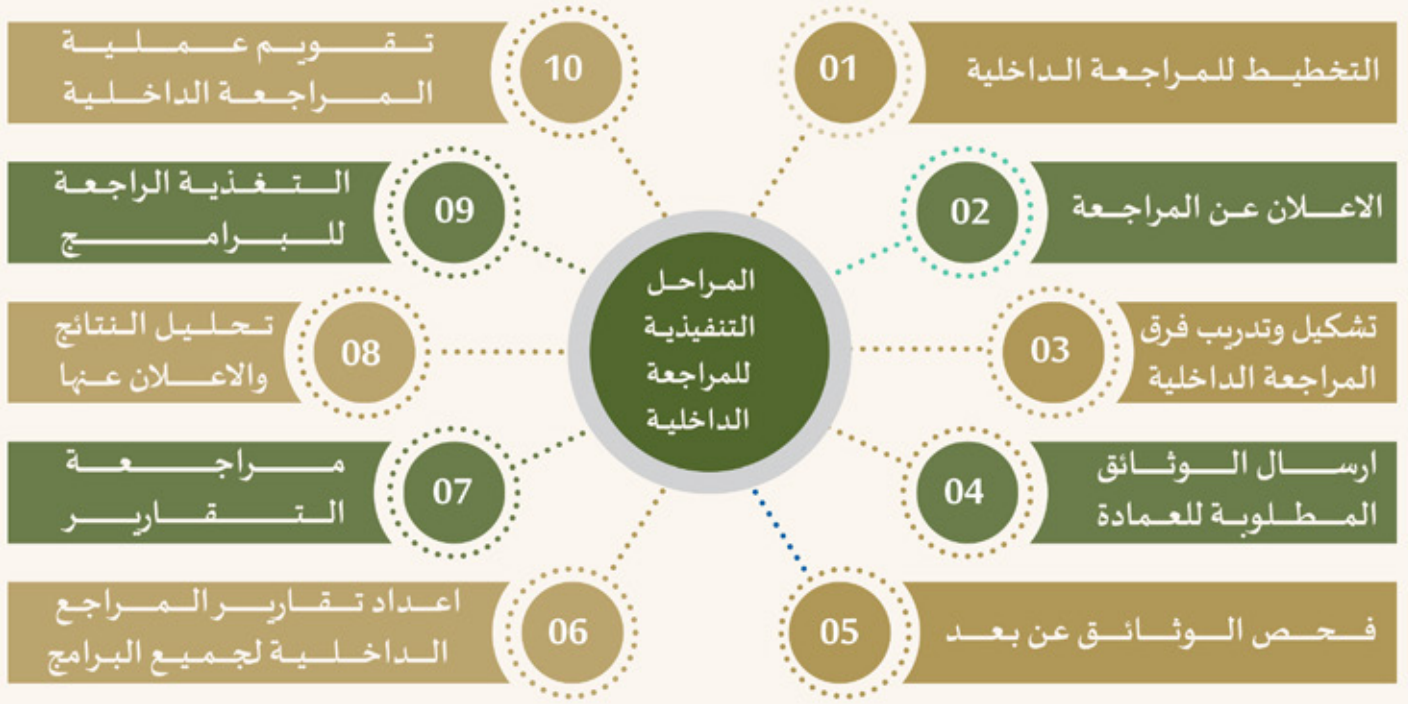 المراحل
التنفيذية
للمراجعة
الداخلية
01
التخطيط للمراجعة الداخلية
02
الاعلان عن المراجعة
03
تشكيل وتدريب فرق
المراجعة الداخلية
04
ارسال الوثائق
المطلوبة للعمادة
05
فحص الوثائق عن بعد
06
اعداد تقارير المراجع
الداخلية لجميع البرامج
07
مراجعة
التقارير
08
تحليل النتائج
والاعلان عنها
09
التغذية الراجعة
للبرامج
10
تقويم عملية
المراجعة الداخلية